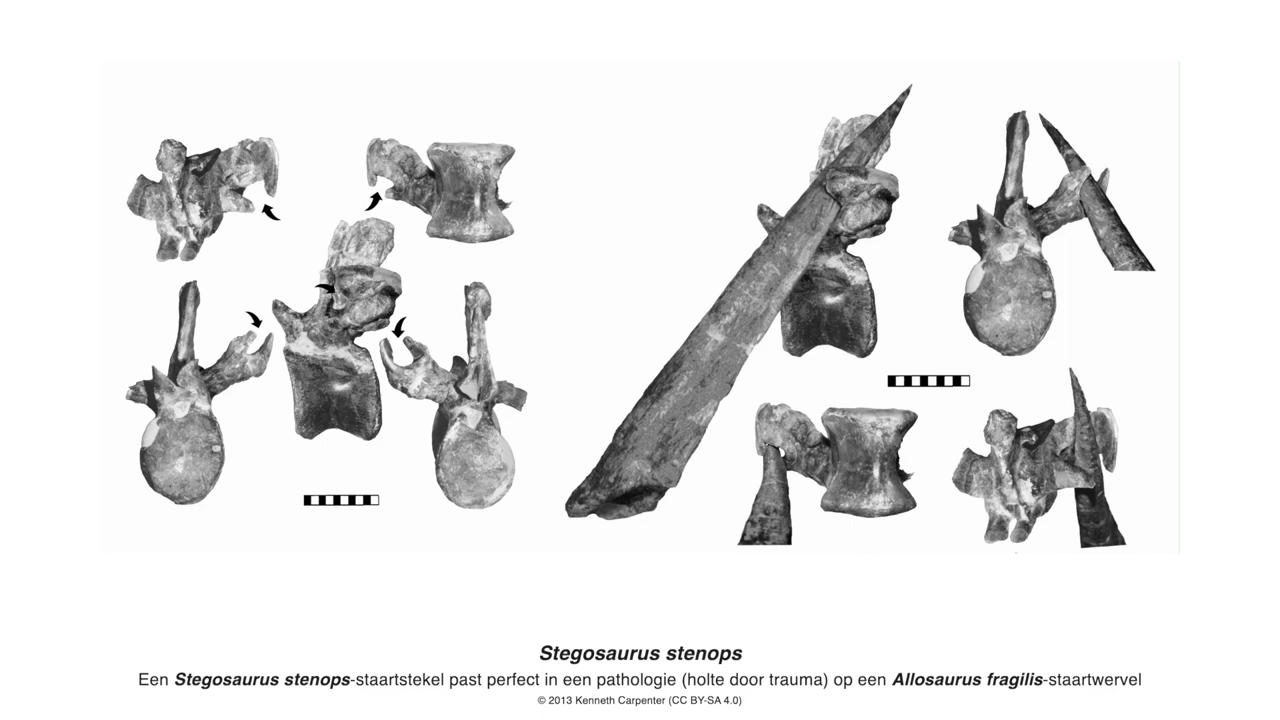 Stegosaurus stenops
Een Stegosaurus stenops-staartstekel past perfect in een pathologie (holte door trauma) op een Allosaurus fragilis-staartwervel
© 2013 Kenneth Carpenter (CC BY-SA 4.0)